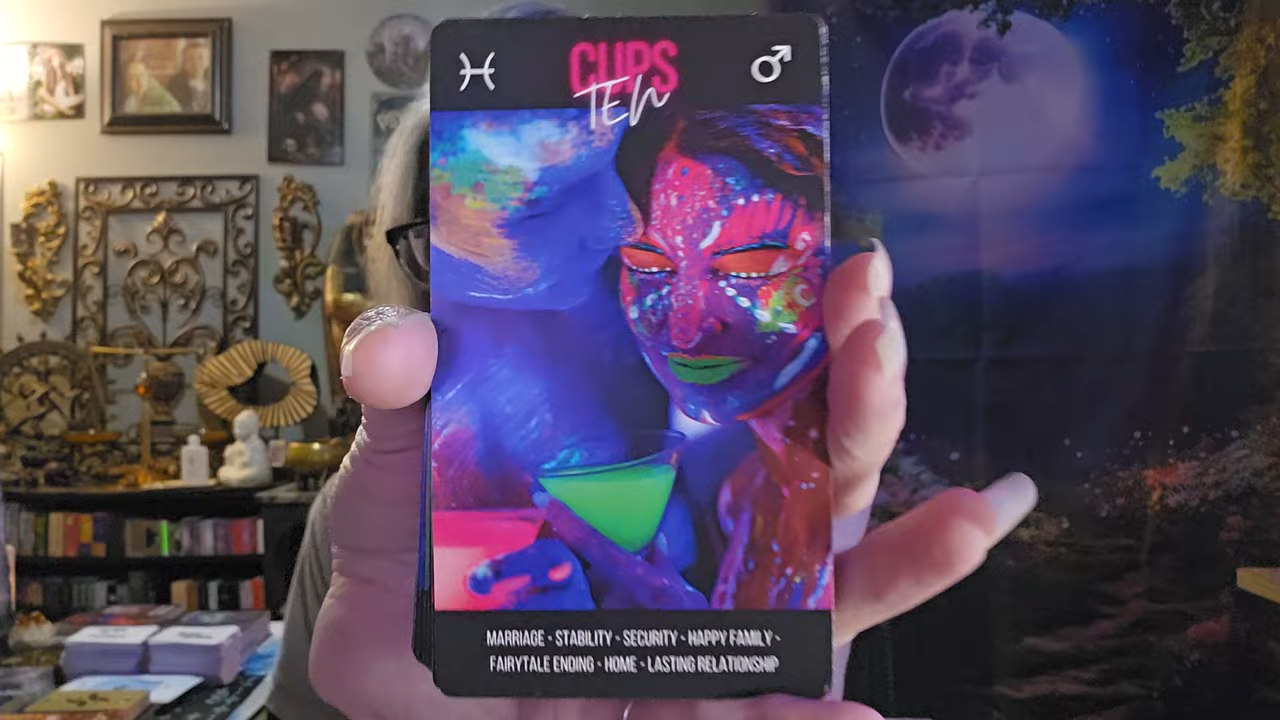 CUPS
TEN
MARRIAGE - STABILITY - SECURITY - HAPPY FAMILY -
FAIRYTALE ENDING - HOME - LASTING RELATIONSHIP